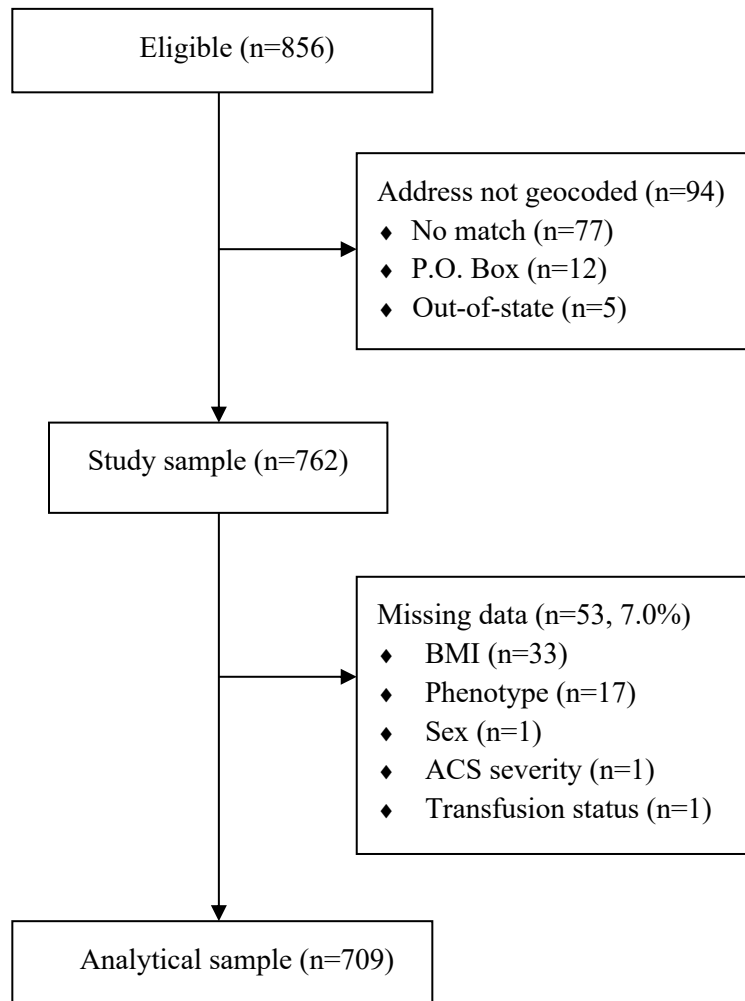 Eligible (n=856)
Address not geocoded (n=94)
♦ No match (n=77)
♦ P.O. Box (n=12)
♦ Out-of-state (n=5)
Study sample (n=762)
Missing data (n=53, 7.0%)
♦ BMI (n=33)
♦ Phenotype (n=17)
♦ Sex (n=1)
♦ ACS severity (n=1)
♦ Transfusion status (n=1)
Analytical sample (n=709)